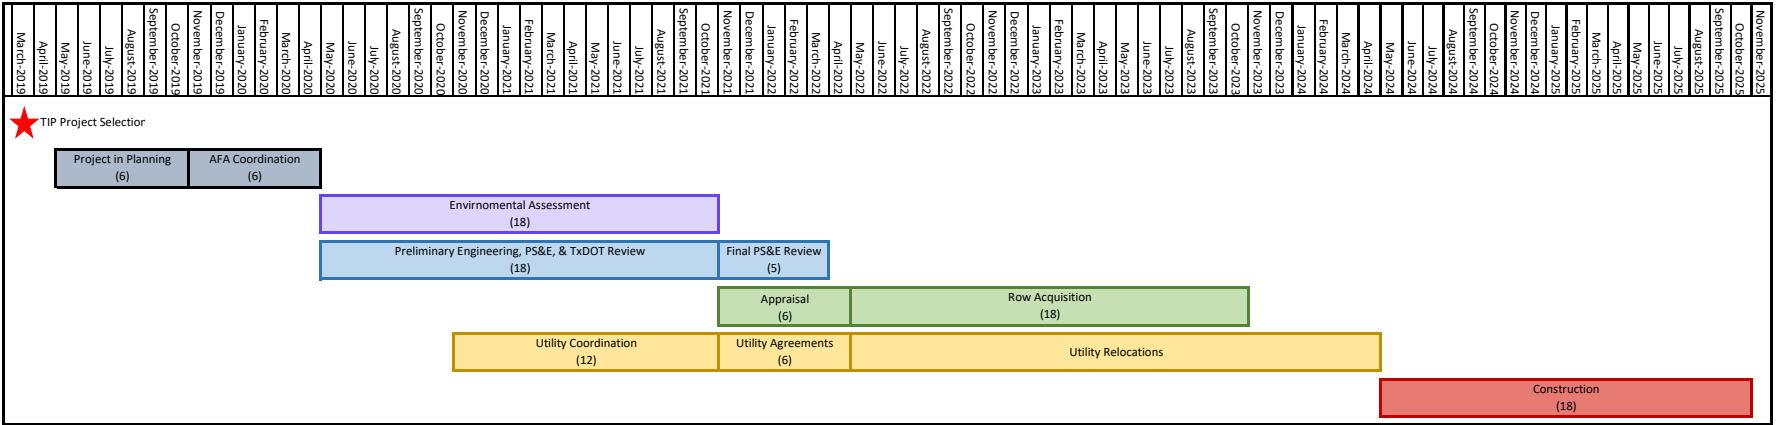 March-2019
April-2019
May-2019
June-2019
July-2019
August-2019
September-2019
October-2019
November-2019
December-2019
January-2020
February-2020
March-2020
April-2020
May-2020
June-2020
July-2020
August-2020
September-2020
October-2020
November-2020
December-2020
January-2021
February-2021
March-2021
April-2021
May-2021
June-2021
July-2021
August-2021
September-2021
October-2021
November-2021
December-2021
January-2022
February-2022
March-2022
April-2022
May-2022
June-2022
July-2022
August-2022
September-2022
October-2022
November-2022
December-2022
January-2023
February-2023
March-2023
April-2023
May-2023
June-2023
July-2023
August-2023
September-2023
October-2023
November-2023
December-2023
January-2024
February-2024
March-2024
April-2024
May-2024
June-2024
July-2024
August-2024
September-2024
October-2024
November-2024
December-2024
January-2025
February-2025
March-2025
April-2025
May-2025
June-2025
July-2025
August-2025
September-2025
October-2025
November-2025
TIP Project Selection
Project in Planning
(6)
AFA Coordination
(6)
Envirnomental Assessment
(18)
Preliminary Engineering, PS&E, & TxDOT Review
(18)
Final PS&E Review
(5)
Appraisal
(6)
Row Acquisition
(18)
Utility Coordination
(12)
Utility Agreements
(6)
Utility Relocations
Construction
(18)